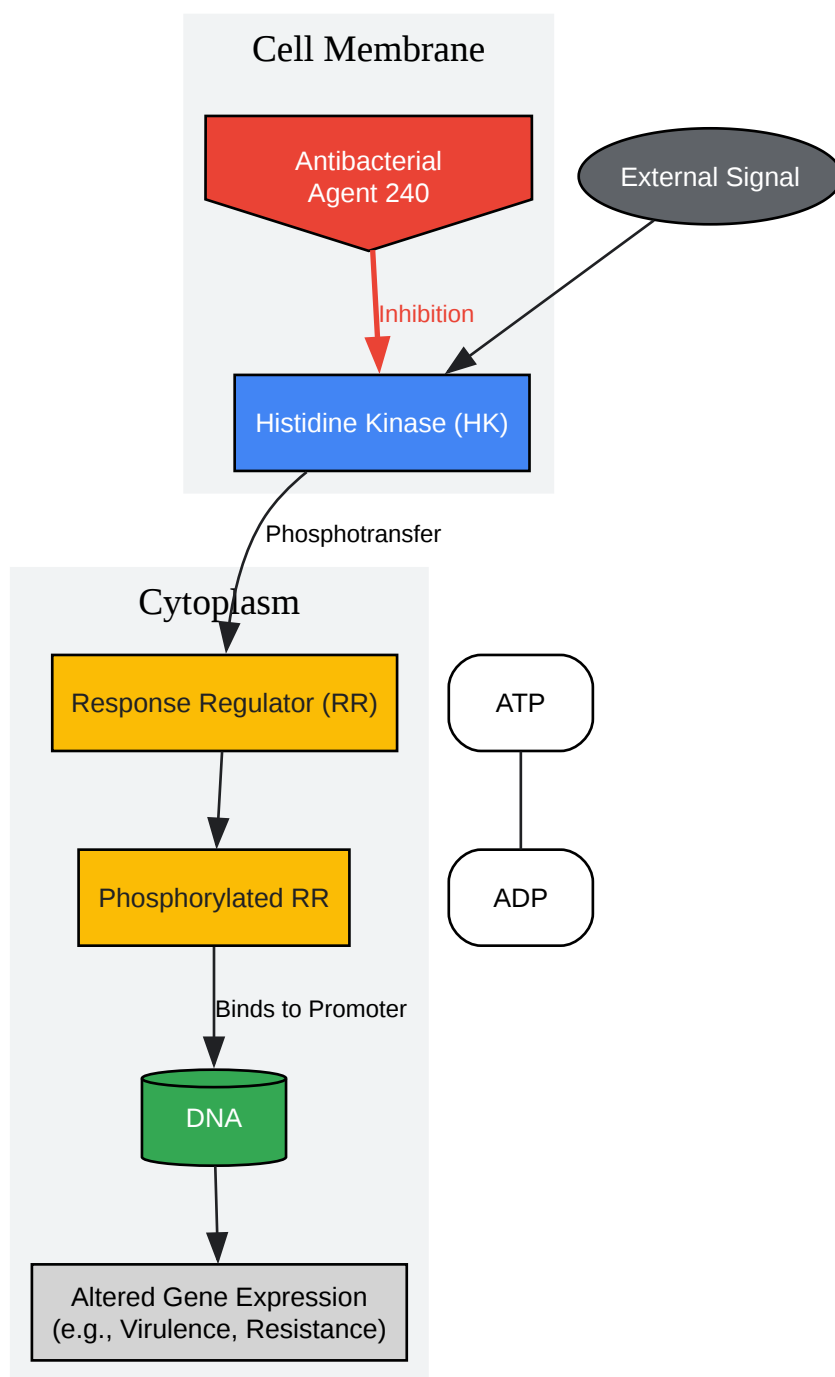 Cell Membrane
Antibacterial
Agent 240
External Signal
Inhibition
Histidine Kinase (HK)
Phosphotransfer
Cytoplasm
Response Regulator (RR)
ATP
Phosphorylated RR
ADP
Binds to Promoter
DNA
Altered Gene Expression
(e.g., Virulence, Resistance)